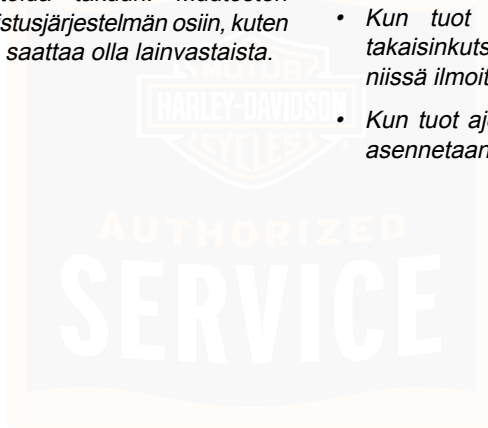 istusjärjestelmän osiin, kuten
saattaa olla lainvastaista.
• Kun tuot
takaisinkuts
niissä ilmoit
• Kun tuot aj
asennetaan
MOTOR
HARLEY-DAVIDSON
CYCLES
AUTHORIZED
SERVICE